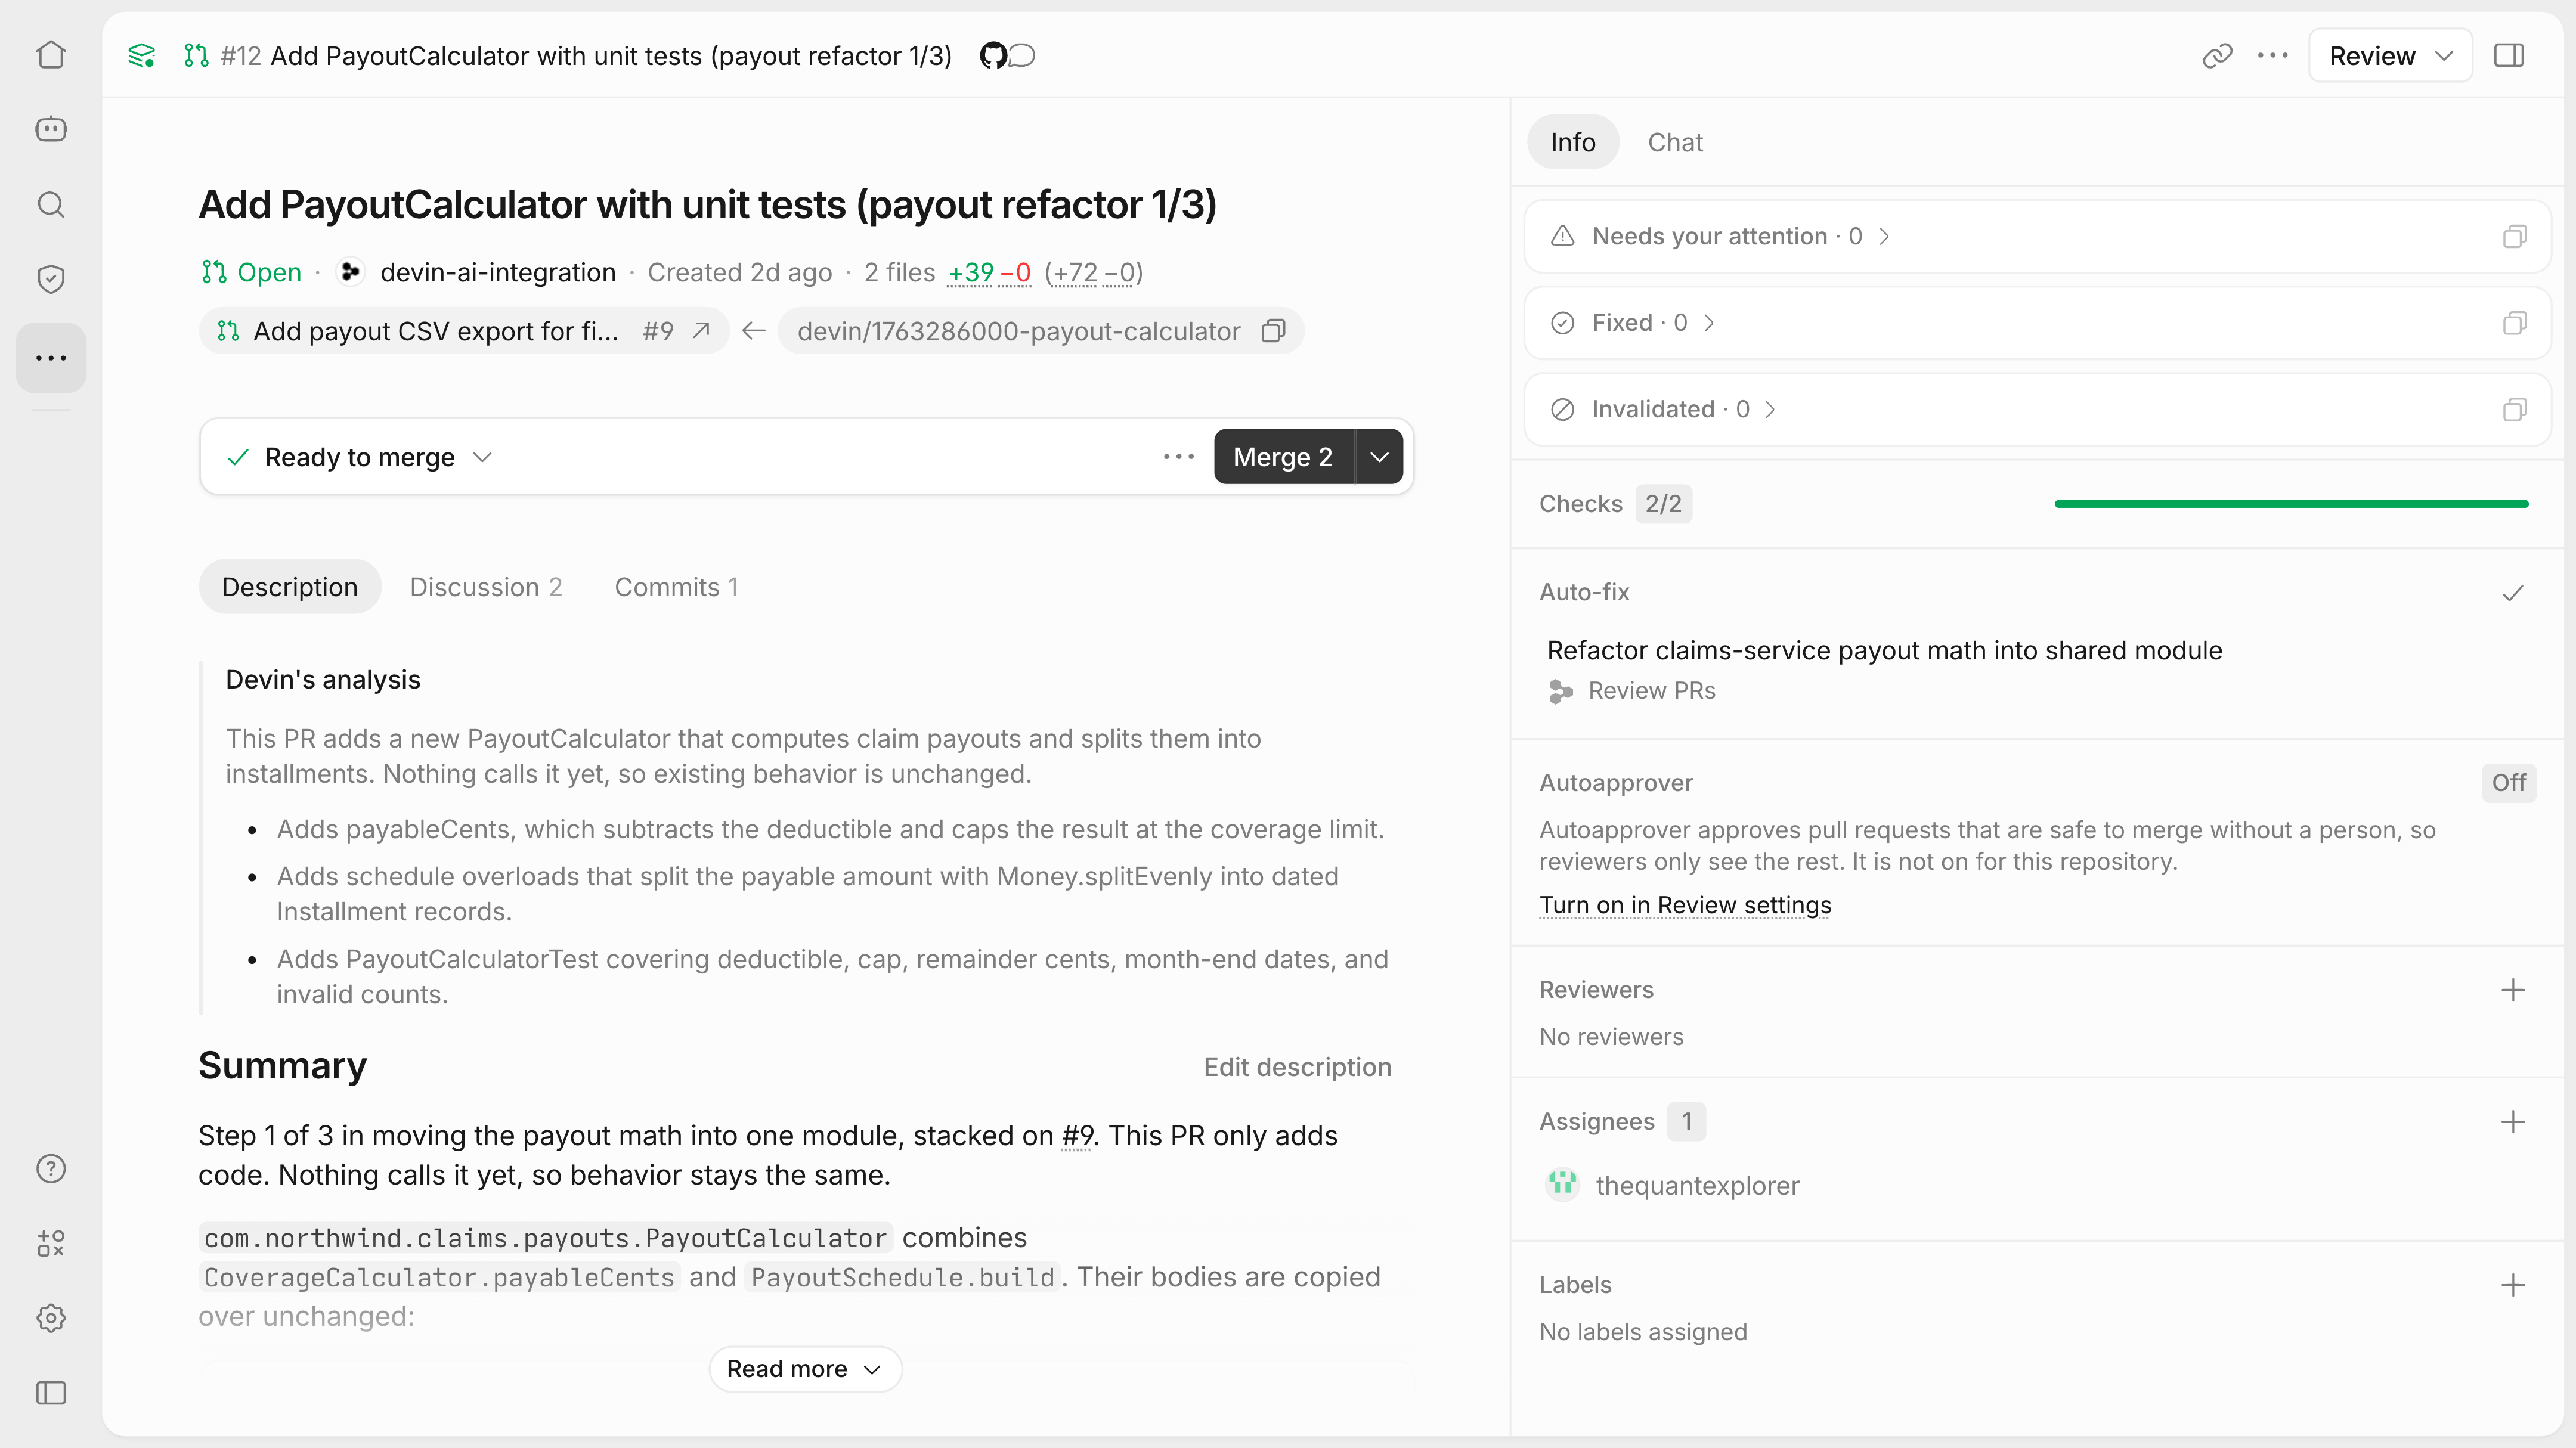 #12 Add PayoutCalculator with unit tests (payout refactor 1/3)
Review
Add PayoutCalculator with unit tests (payout refactor 1/3)
Open · devin-ai-integration · Created 2d ago · 2 files +39 −0 (+72 −0)
Add payout CSV export for fi... #9 devin/1763286000-payout-calculator
Ready to merge
Merge 2
Description Discussion 2 Commits 1
Devin's analysis
This PR adds a new PayoutCalculator that computes claim payouts and splits them into
installments. Nothing calls it yet, so existing behavior is unchanged.
• Adds payableCents, which subtracts the deductible and caps the result at the coverage limit.
• Adds schedule overloads that split the payable amount with Money.splitEvenly into dated
Installment records.
• Adds PayoutCalculatorTest covering deductible, cap, remainder cents, month-end dates, and
invalid counts.
Summary
Edit description
Step 1 of 3 in moving the payout math into one module, stacked on #9. This PR only adds
code. Nothing calls it yet, so behavior stays the same.
com.northwind.claims.payouts.PayoutCalculator combines
CoverageCalculator.payableCents and PayoutSchedule.build. Their bodies are copied
over unchanged:
Read more
Info Chat
Needs your attention · 0
Fixed · 0
Invalidated · 0
Checks 2/2
Auto-fix
Refactor claims-service payout math into shared module
Review PRs
Autoapprover Off
Autoapprover approves pull requests that are safe to merge without a person, so
reviewers only see the rest. It is not on for this repository.
Turn on in Review settings
Reviewers
No reviewers
Assignees 1
thequantexplorer
Labels
No labels assigned